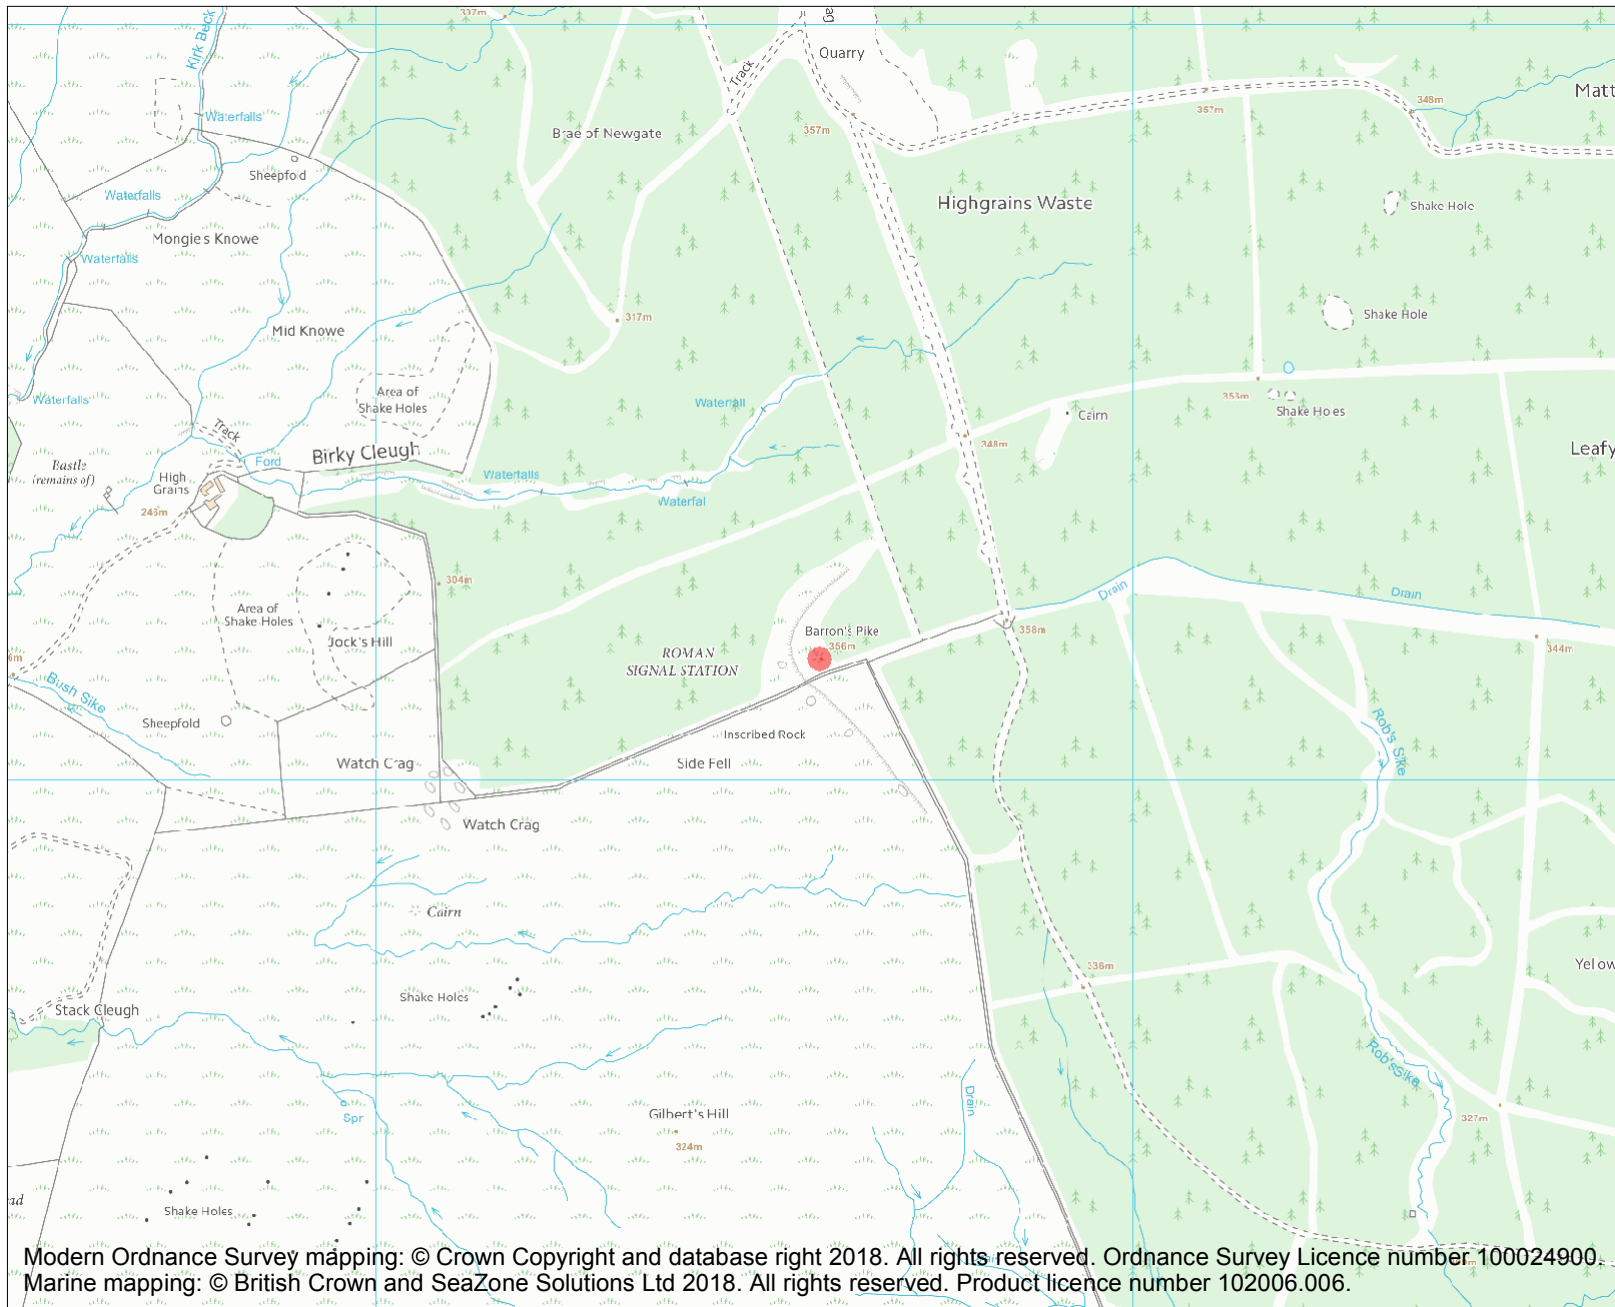 337m
Kirk Beck
Track
Quarry
Waterfalls
357m
357m
348m
Brae of Newgate
Sheepfold
Waterfalls
Highgrains Waste
Shake Hole
Mongies Knowe
Waterfalls
Mid Knowe
317m
Shake Hole
Area of
Shake Holes
Waterfalls
Waterfall
Cairn
Shake Holes
Track
348m
Leafy
Birky Cleugh
Ford
Bastle
(remains of)
High
Grains
Waterfalls
Waterfal
248m
304m
Drain
Drain
Area of
Shake Holes
Jock's Hill
Barron's Pike
356m
358m
344m
ROMAN
SIGNAL STATION
Bush Sike
Sheepfold
Inscribed Rock
Rob's Sike
Watch Crag
Side Fell
Watch Crag
Cairn
336m
Yel ow
Shake Holes
Stack Cleugh
Rob's Sike
Drain
Spr
Gilbert's Hill
324m
327m
Shake Holes
Modern Ordnance Survey mapping: © Crown Copyright and database right 2018. All rights reserved. Ordnance Survey Licence number 100024900.
Marine mapping: © British Crown and SeaZone Solutions Ltd 2018. All rights reserved. Product licence number 102006.006.